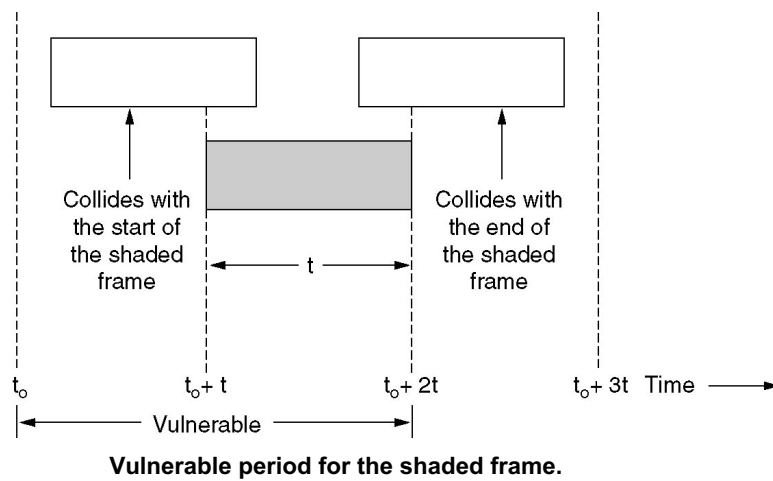 Collides with
the start of
the shaded
frame
Collides with
the end of
the shaded
frame
t
to
to+ t
to+ 2t
to+ 3t
Time
Vulnerable
Vulnerable period for the shaded frame.